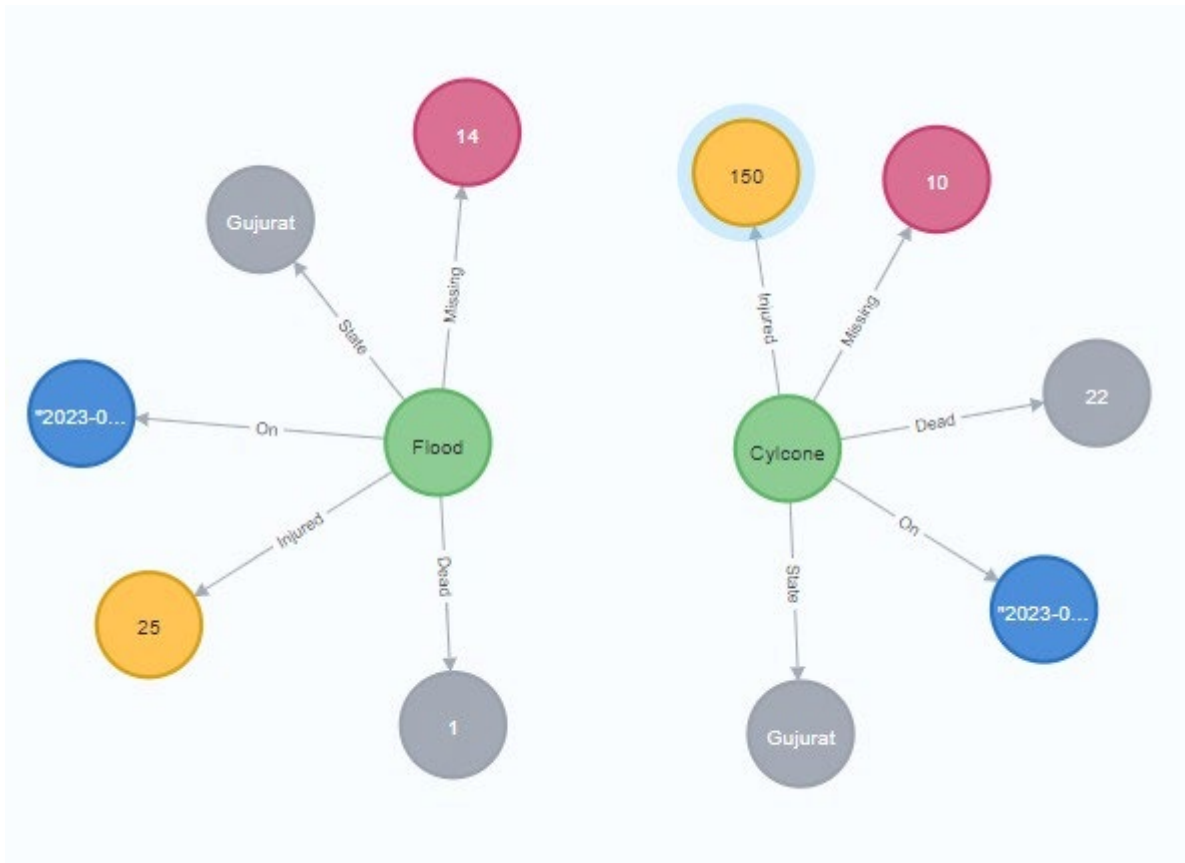 14
Gujurat
Missing
State
"2023-0...
On
Flood
Injured
Dead
25
1
150
10
Injured
Missing
22
Dead
Cylcone
On
State
"2023-0...
Gujurat